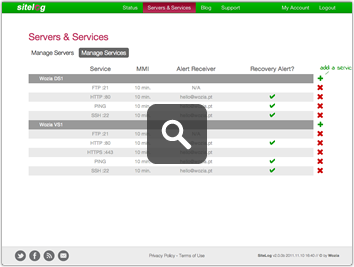 sitelog Status Servers & Services Blog Support My Account Logout
Servers & Services
Manage Servers Manage Services
add a servic
Service MMI Alert Receiver Recovery Alert?
Wozia DS1
FTP :21 10 min. N/A
HTTP :80 10 min. hello@wozia.pt
PING 10 min. hello@wozia.pt
SSH :22 10 min. hello@wozia.pt
Wozia VS1
FTP :21 10 min. N/A
HTTP :80 10 min.
HTTPS :443 10 min.
PING 10 min. hello@wozia.pt
SSH :22 10 min. hello@wozia.pt
Privacy Policy - Terms of Use